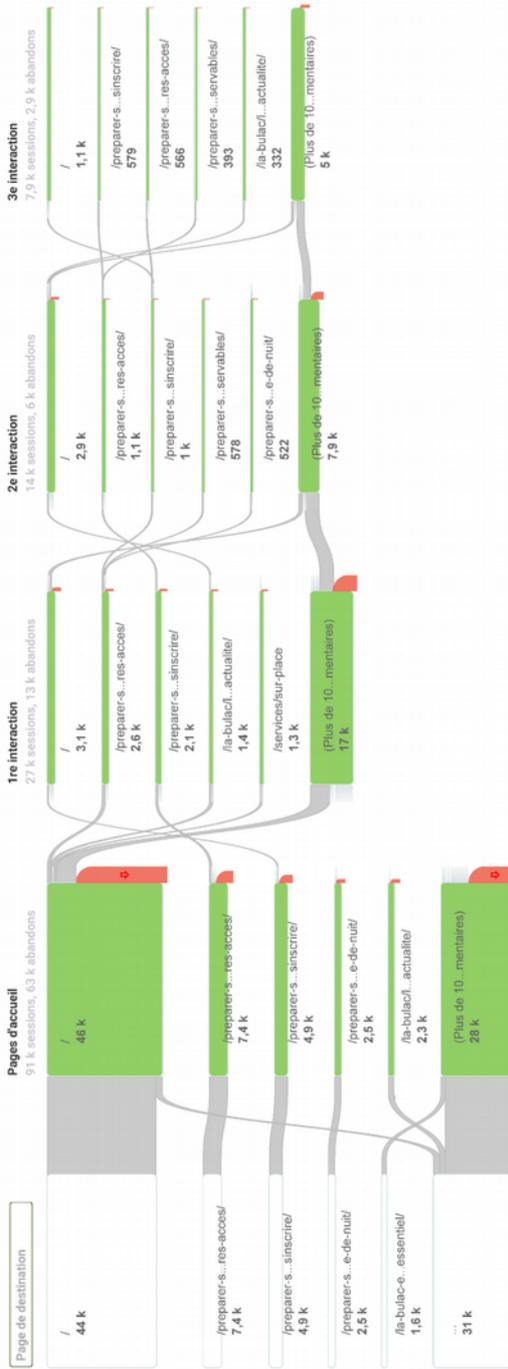 Page de destination
/
44 k
/preparer-s...res-acces/
7,4 k
/preparer-s...sinscrire/
4,9 k
/preparer-s...e-de-nuit/
2,5 k
/la-bulac-e...essentiel/
1,6 k
...
31 k
Pages d'accueil
91 k sessions, 63 k abandons
/
46 k
/preparer-s...res-acces/
7,4 k
/preparer-s...sinscrire/
4,9 k
/preparer-s...e-de-nuit/
2,5 k
/la-bulac/l...actualite/
2,3 k
(Plus de 10...mentaires)
28 k
1re interaction
27 k sessions, 13 k abandons
/
3,1 k
/preparer-s...res-acces/
2,6 k
/preparer-s...sinscrire/
2,1 k
/la-bulac/l...actualite/
1,4 k
/services/sur-place
1,3 k
(Plus de 10...mentaires)
17 k
2e interaction
14 k sessions, 6 k abandons
/
2,9 k
/preparer-s...res-acces/
1,1 k
/preparer-s...sinscrire/
1 k
/preparer-s...servables/
578
/preparer-s...e-de-nuit/
522
(Plus de 10...mentaires)
7,9 k
3e interaction
7,9 k sessions, 2,9 k abandons
/
1,1 k
/preparer-s...sinscrire/
579
/preparer-s...res-acces/
566
/preparer-s...servables/
393
/la-bulac/l...actualite/
332
(Plus de 10...mentaires)
5 k